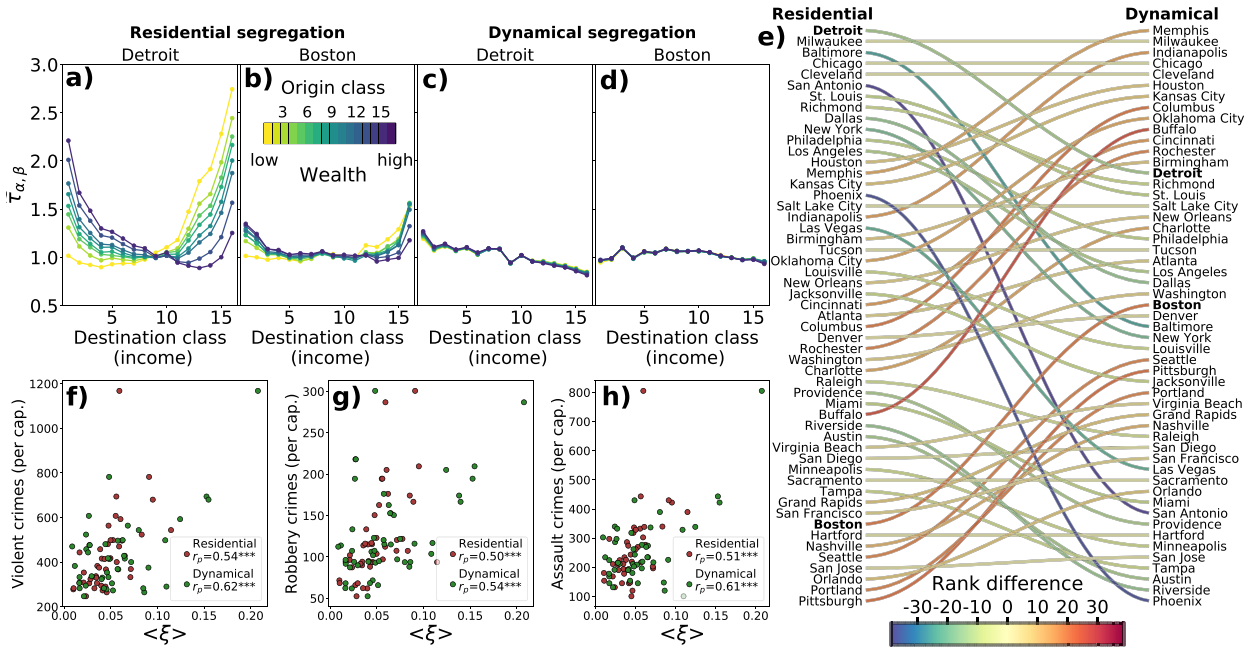 Residential segregation
Dynamical segregation
Detroit
Boston
Detroit
Boston
a)
b)
c)
d)
3.0
2.5
2.0
1.5
1.0
0.5
τ̅α, β
Origin class
3 6 9 12 15
low high
Wealth
5 10 15
5 10 15
5 10 15
5 10 15
Destination class
(income)
Destination class
(income)
Destination class
(income)
Destination class
(income)
e)
Residential
Detroit
Milwaukee
Baltimore
Chicago
Cleveland
San Antonio
St. Louis
Richmond
Dallas
New York
Philadelphia
Los Angeles
Houston
Memphis
Kansas City
Phoenix
Salt Lake City
Indianapolis
Las Vegas
Birmingham
Tucson
Oklahoma City
Louisville
New Orleans
Jacksonville
Cincinnati
Atlanta
Columbus
Denver
Rochester
Washington
Charlotte
Raleigh
Providence
Miami
Buffalo
Riverside
Austin
Virginia Beach
San Diego
Minneapolis
Sacramento
Tampa
Grand Rapids
San Francisco
Boston
Hartford
Nashville
Seattle
San Jose
Orlando
Portland
Pittsburgh
Dynamical
Memphis
Milwaukee
Indianapolis
Chicago
Cleveland
Houston
Kansas City
Columbus
Oklahoma City
Buffalo
Cincinnati
Rochester
Birmingham
Detroit
Richmond
St. Louis
Salt Lake City
New Orleans
Charlotte
Philadelphia
Tucson
Atlanta
Los Angeles
Dallas
Washington
Boston
Denver
Baltimore
New York
Louisville
Seattle
Pittsburgh
Jacksonville
Portland
Virginia Beach
Grand Rapids
Nashville
Raleigh
San Diego
San Francisco
Las Vegas
Sacramento
Orlando
Miami
San Antonio
Providence
Hartford
Minneapolis
San Jose
Tampa
Austin
Riverside
Phoenix
Rank difference
-30 -20 -10 0 10 20 30
f)
Violent crimes (per cap.)
1200
1000
800
600
400
200
0.00 0.05 0.10 0.15 0.20
<ξ>
Residential
rp=0.54***
Dynamical
rp=0.62***
g)
Robbery crimes (per cap.)
300
250
200
150
100
50
0.00 0.05 0.10 0.15 0.20
<ξ>
Residential
rp=0.50***
Dynamical
rp=0.54***
h)
Assault crimes (per cap.)
800
700
600
500
400
300
200
100
0.00 0.05 0.10 0.15 0.20
<ξ>
Residential
rp=0.51***
Dynamical
rp=0.61***